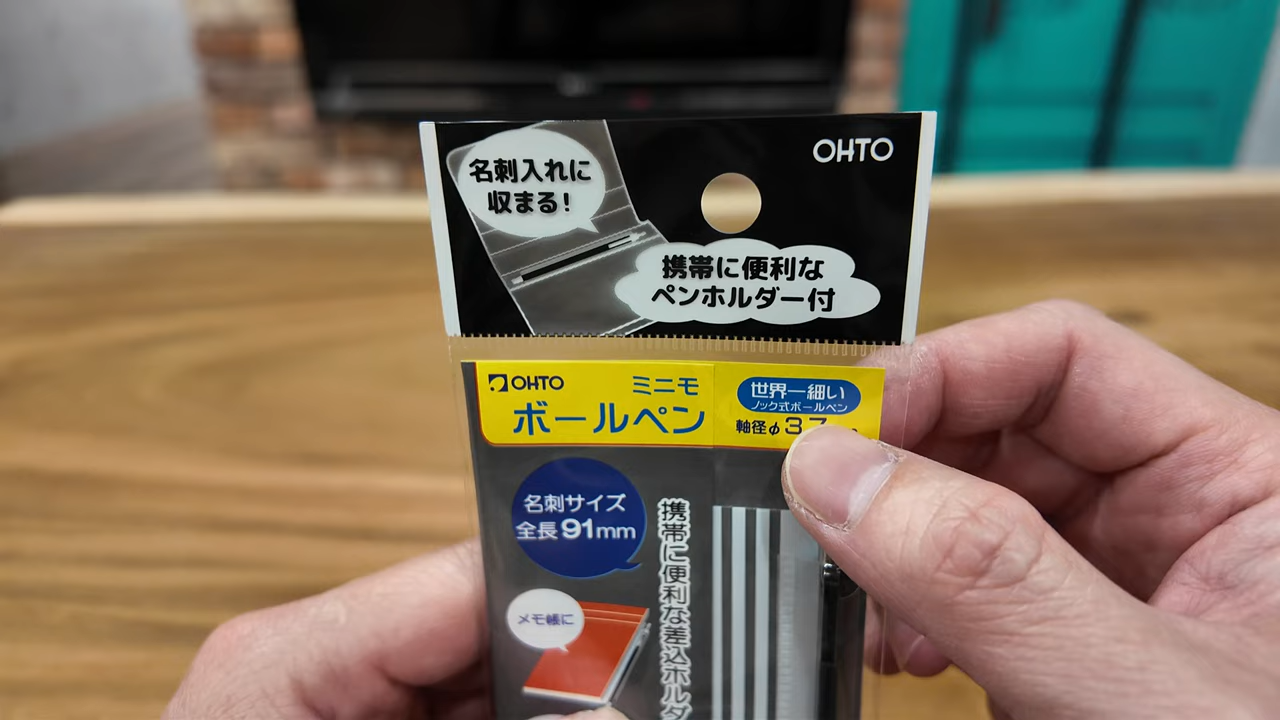 名刺入れに
収まる!
OHTO
携帯に便利な
ペンホルダー付
OHTO
ミニモ
ボールペン
世界一細い
ノック式ボールペン
軸径φ3.7
名刺サイズ
全長91mm
メモ帳に
携帯に便利な差込ホルダ